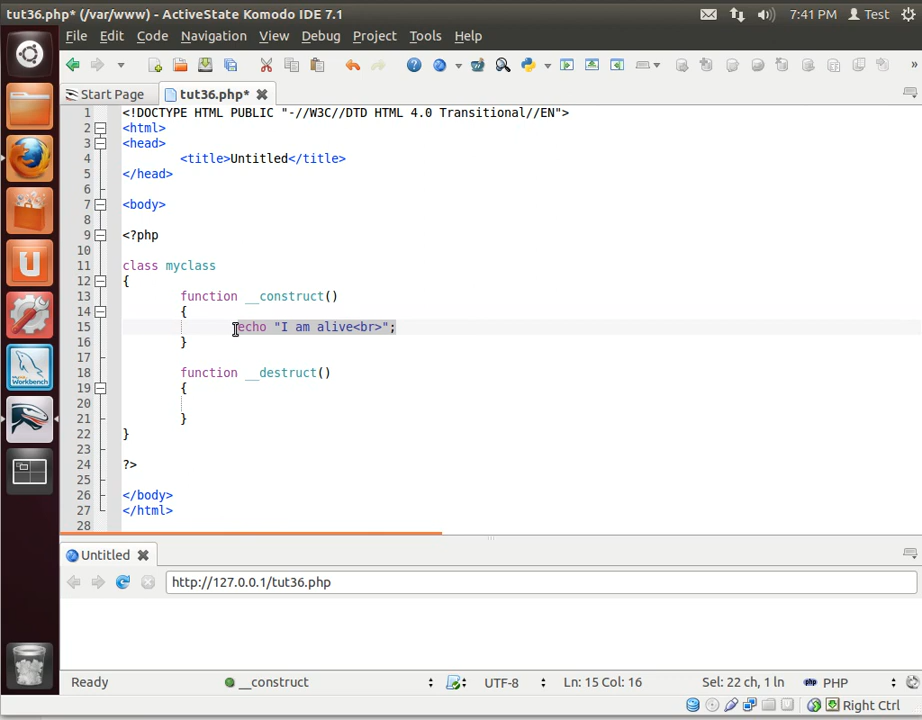 tut36.php* (/var/www) - ActiveState Komodo IDE 7.1
7:41 PM
Test
File Edit Code Navigation View Debug Project Tools Help
Start Page
tut36.php*
1 <!DOCTYPE HTML PUBLIC "-//W3C//DTD HTML 4.0 Transitional//EN">
2 <html>
3 <head>
4 <title>Untitled</title>
5 </head>
6
7 <body>
8
9 <?php
10
11 class myclass
12 {
13 function __construct()
14 {
15 echo "I am alive<br>";
16 }
17
18 function __destruct()
19 {
20
21 }
22 }
23
24 ?>
25
26 </body>
27 </html>
28
Untitled
http://127.0.0.1/tut36.php
Ready
__construct
UTF-8
Ln: 15 Col: 16
Sel: 22 ch, 1 ln
php PHP
Right Ctrl
MySQL
Workbench